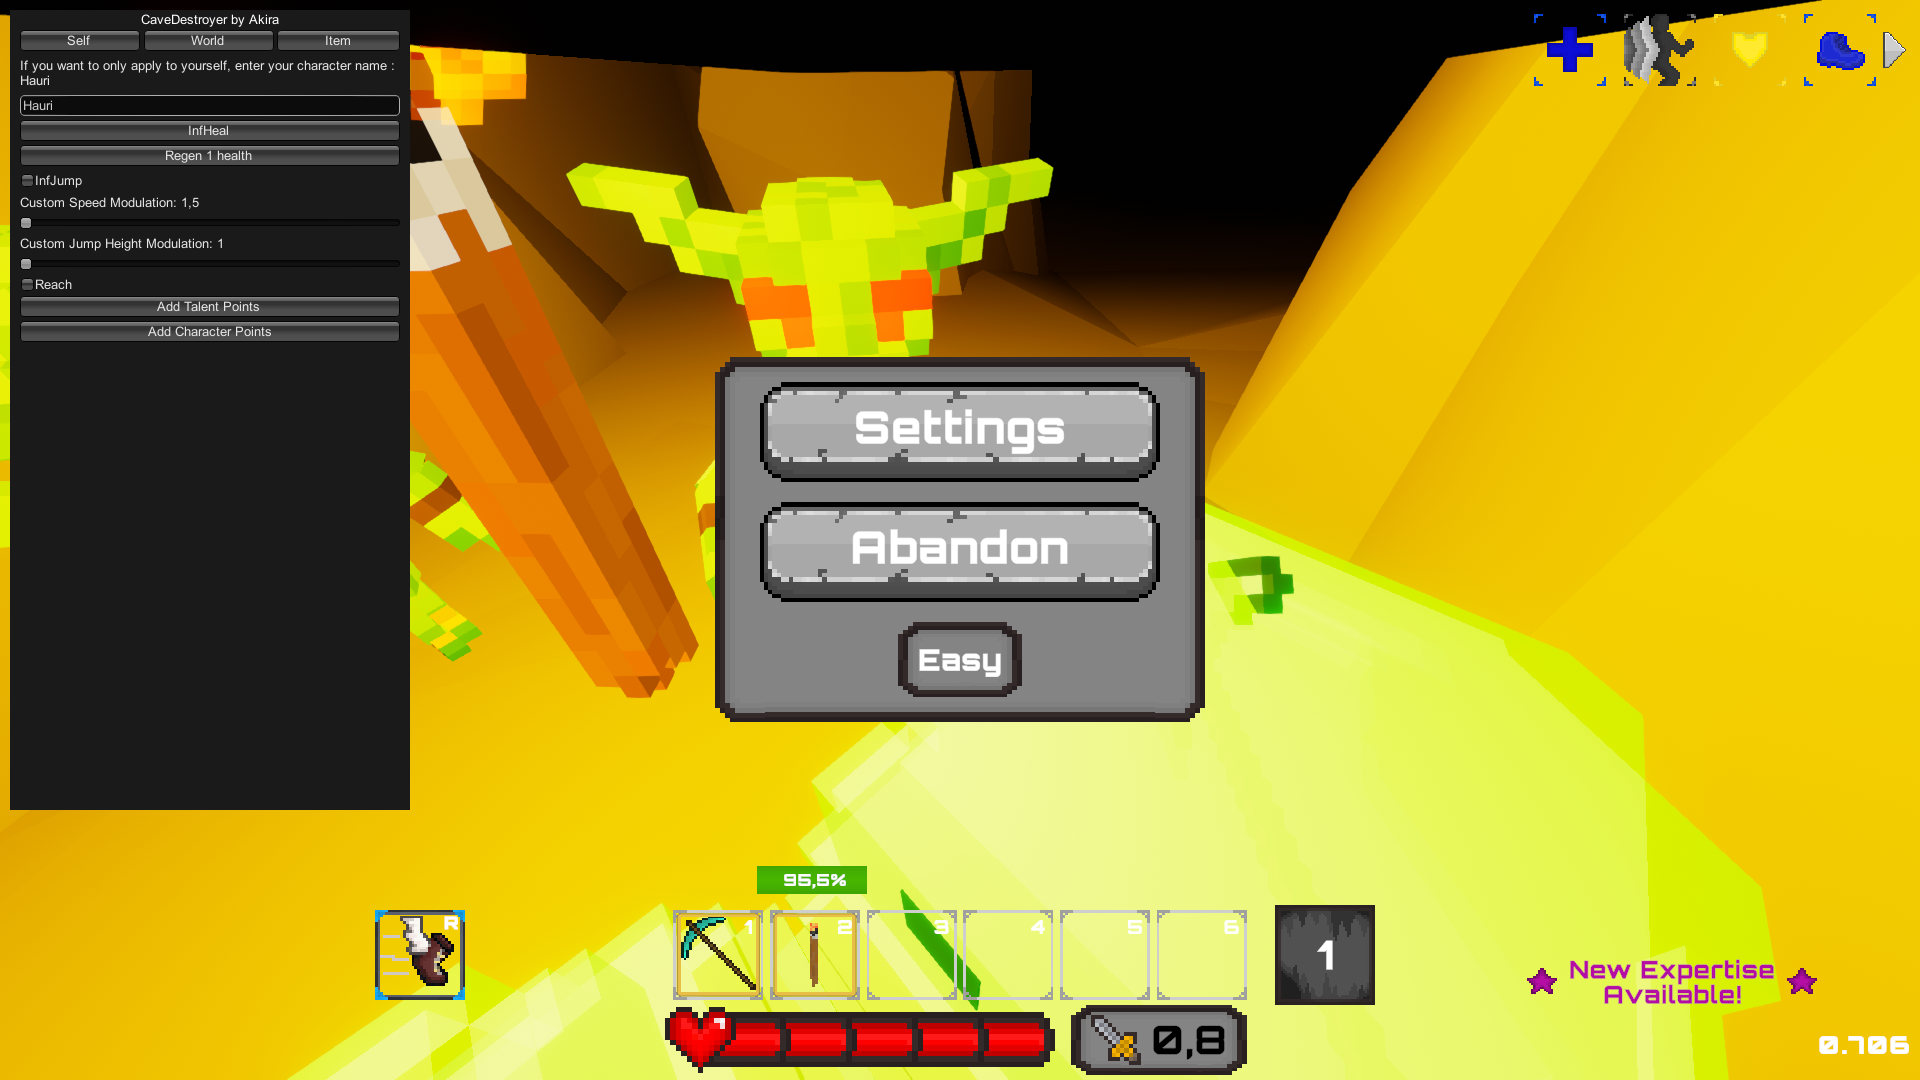 CaveDestroyer by Akira
Self World Item
If you want to only apply to yourself, enter your character name :
Hauri
Hauri
InfHeal
Regen 1 health
InfJump
Custom Speed Modulation: 1,5
Custom Jump Height Modulation: 1
Reach
Add Talent Points
Add Character Points
Settings
Abandon
Easy
95,5%
R
1 2 3 4 5 6
1
New Expertise
Available!
0,8
0.706